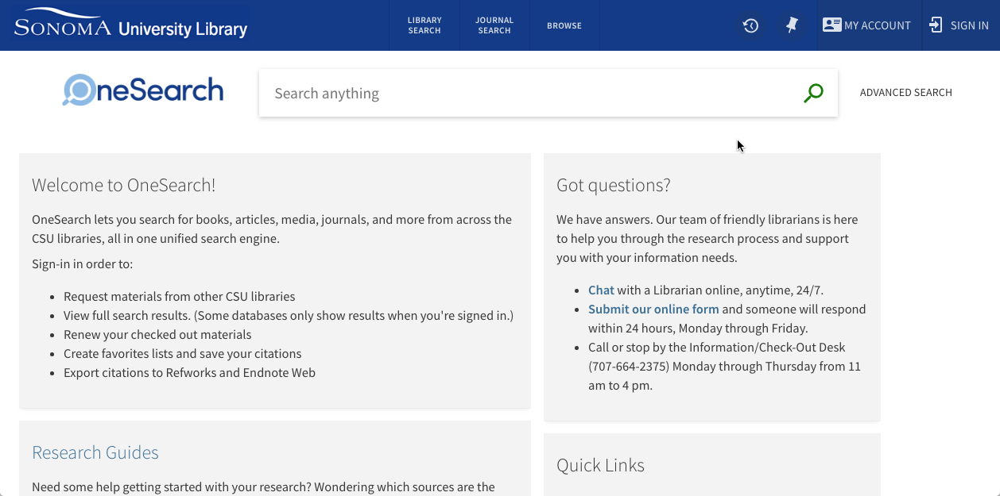 SONOMA University Library
LIBRARY
SEARCH
JOURNAL
SEARCH
BROWSE
MY ACCOUNT
SIGN IN
OneSearch
Search anything
ADVANCED SEARCH
Welcome to OneSearch!
OneSearch lets you search for books, articles, media, journals, and more from across the
CSU libraries, all in one unified search engine.
Sign-in in order to:
• Request materials from other CSU libraries
• View full search results. (Some databases only show results when you're signed in.)
• Renew your checked out materials
• Create favorites lists and save your citations
• Export citations to Refworks and Endnote Web
Got questions?
We have answers. Our team of friendly librarians is here
to help you through the research process and support
you with your information needs.
• Chat with a Librarian online, anytime, 24/7.
• Submit our online form and someone will respond
within 24 hours, Monday through Friday.
• Call or stop by the Information/Check-Out Desk
(707-664-2375) Monday through Thursday from 11
am to 4 pm.
Research Guides
Need some help getting started with your research? Wondering which sources are the
Quick Links